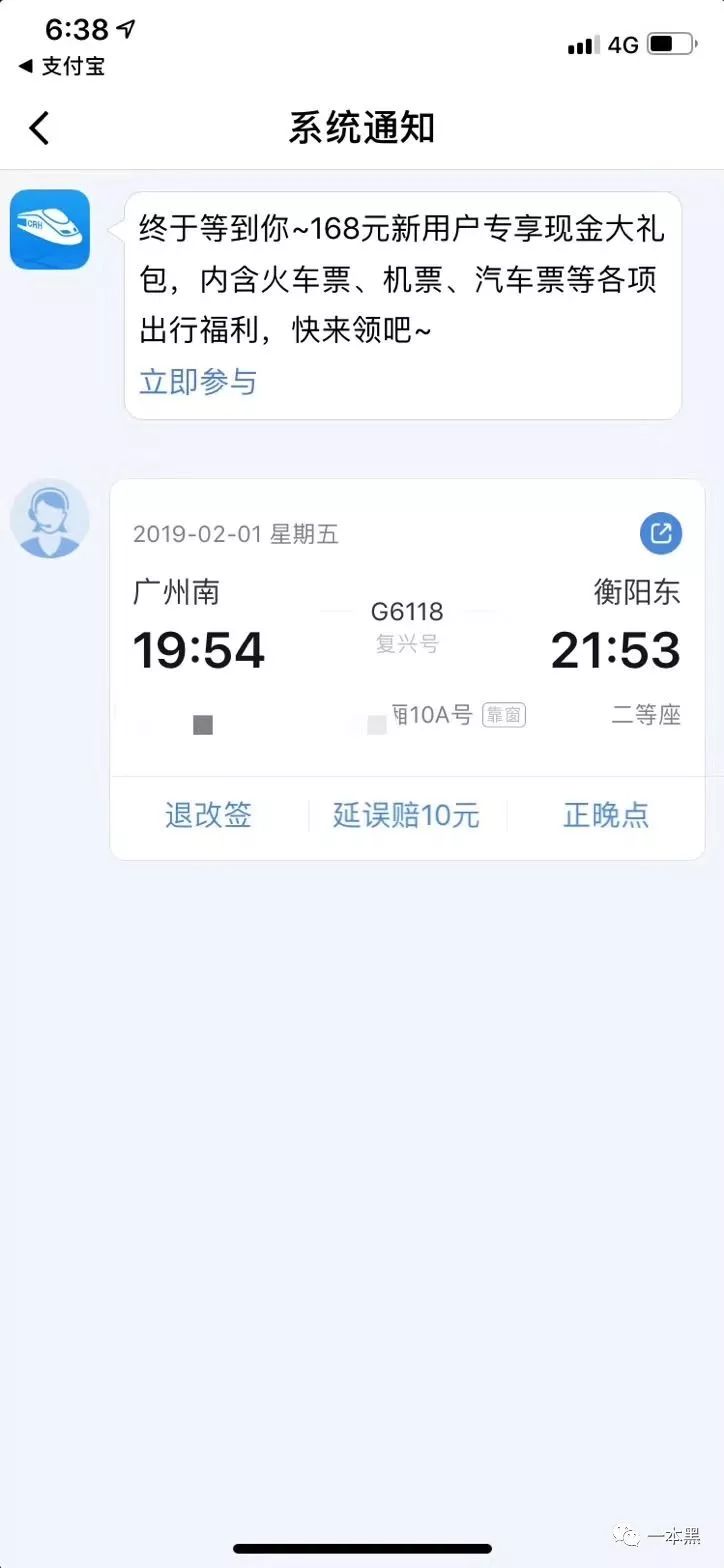 6:38
4G
支付宝
系统通知
CRH
终于等到你~168元新用户专享现金大礼
包，内含火车票、机票、汽车票等各项
出行福利，快来领吧~
立即参与
2019-02-01 星期五
广州南
衡阳东
G6118
19:54
复兴号
21:53
厢10A号
靠窗
二等座
退改签
延误赔10元
正晚点
一本黑